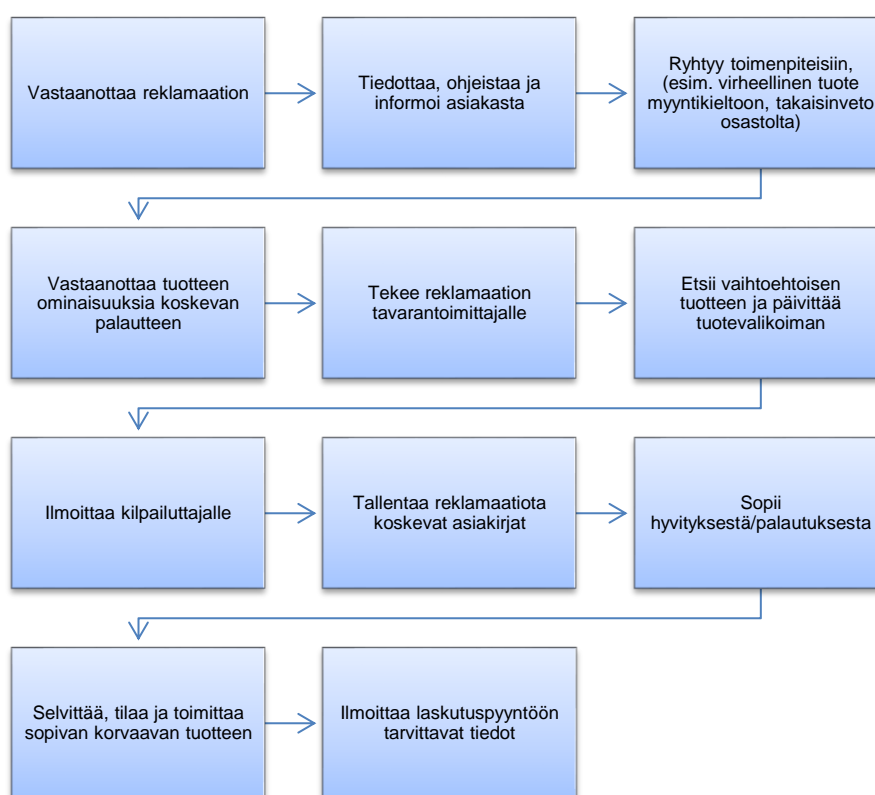 Vastaanottaa reklamaation
Tiedottaa, ohjeistaa ja
informoi asiakasta
Ryhtyy toimenpiteisiin,
(esim. virheellinen tuote
myyntikieltoon, takaisinveto
osastolta)
Vastaanottaa tuotteen
ominaisuuksia koskevan
palautteen
Tekee reklamaation
tavarantoimittajalle
Etsii vaihtoehtoisen
tuotteen ja päivittää
tuotevalikoiman
Ilmoittaa kilpailuttajalle
Tallentaa reklamaatiota
koskevat asiakirjat
Sopii
hyvityksestä/palautuksesta
Selvittää, tilaa ja toimittaa
sopivan korvaavan tuotteen
Ilmoittaa laskutuspyyntöön
tarvittavat tiedot